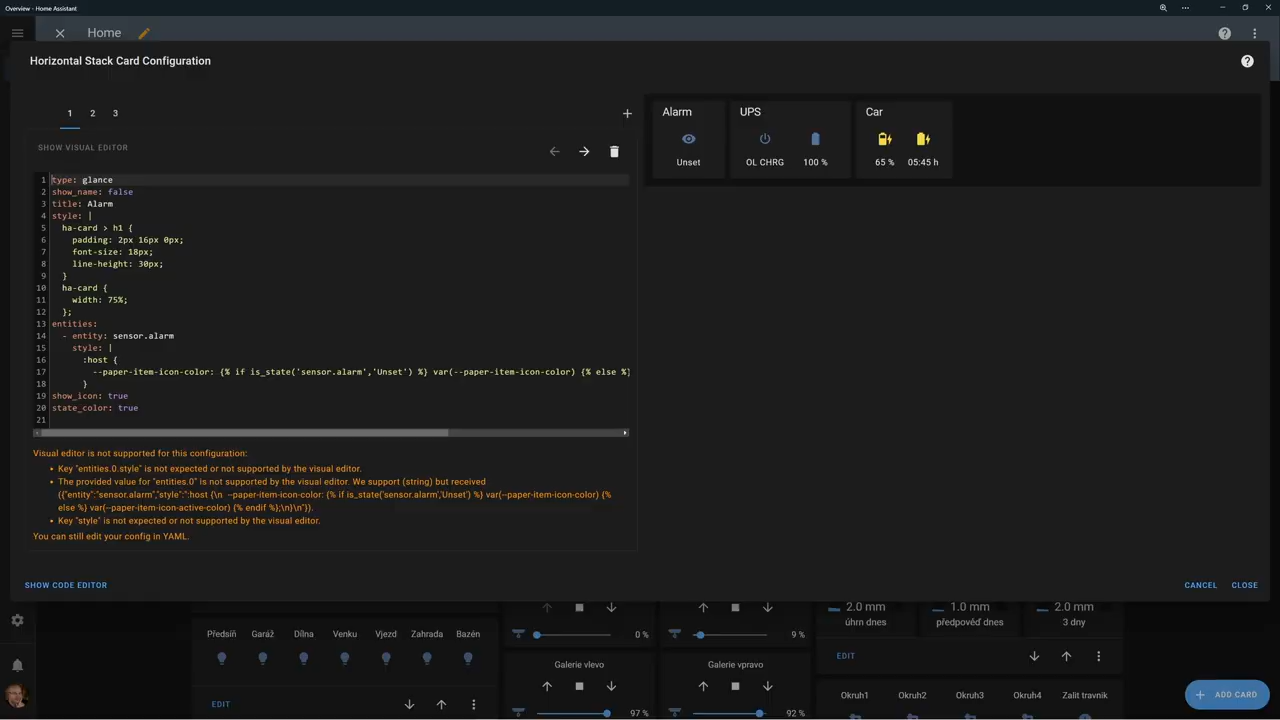 Overview - Home Assistant
Home
Horizontal Stack Card Configuration
1 2 3
SHOW VISUAL EDITOR
1 type: glance
2 show_name: false
3 title: Alarm
4 style: |
5 ha-card > h1 {
6 padding: 2px 16px 0px;
7 font-size: 18px;
8 line-height: 30px;
9 }
10 ha-card {
11 width: 75%;
12 };
13 entities:
14 - entity: sensor.alarm
15 style: |
16 :host {
17 --paper-item-icon-color: {% if is_state('sensor.alarm','Unset') %} var(--paper-item-icon-color) {% else %}
18 }
19 show_icon: true
20 state_color: true
21
Visual editor is not supported for this configuration:
Key "entities.0.style" is not expected or not supported by the visual editor.
The provided value for "entities.0" is not supported by the visual editor. We support (string) but received
({"entity":"sensor.alarm","style":":host {\n  --paper-item-icon-color: {% if is_state('sensor.alarm','Unset') %} var(--paper-item-icon-color) {%
else %} var(--paper-item-icon-active-color) {% endif %};\n}\n"}).
Key "style" is not expected or not supported by the visual editor.
You can still edit your config in YAML.
Alarm
Unset
UPS
OL CHRG 100 %
Car
65 % 05:45 h
SHOW CODE EDITOR
CANCEL CLOSE
Předsíň Garáž Dílna Venku Vjezd Zahrada Bazén
EDIT
0 %
9 %
Galerie vlevo
97 %
Galerie vpravo
92 %
2.0 mm 1.0 mm 2.0 mm
úhrn dnes předpověď dnes 3 dny
EDIT
Okruh1 Okruh2 Okruh3 Okruh4 Zalit travnik
ADD CARD